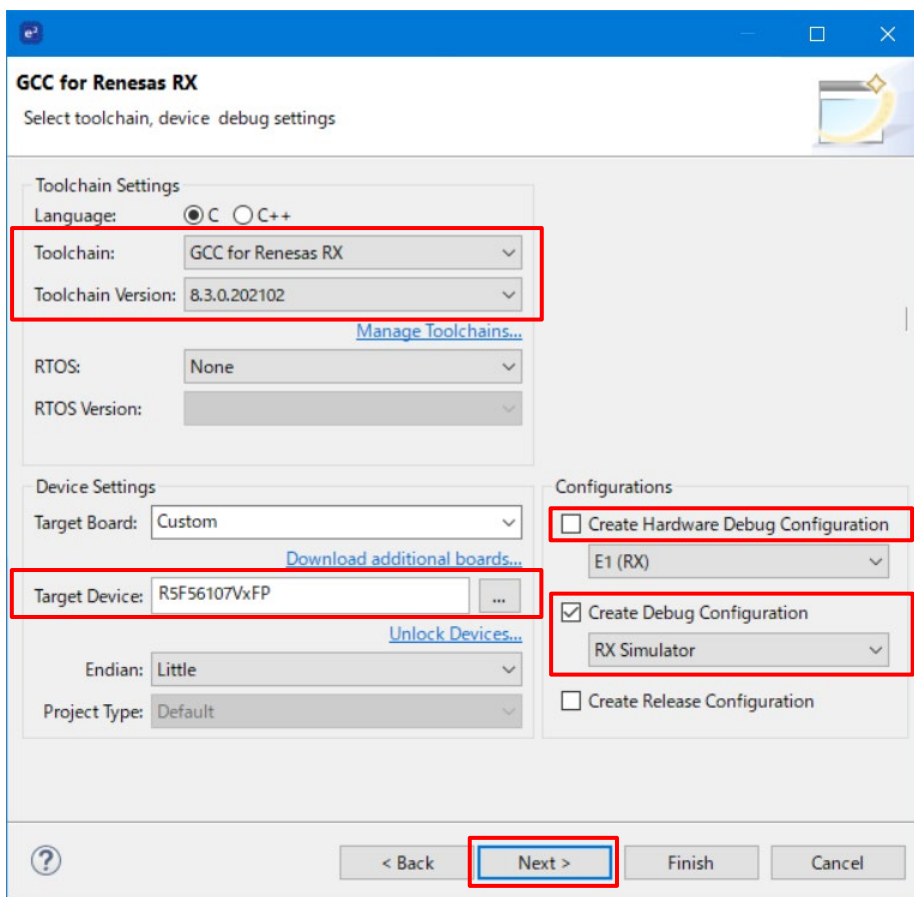 e²
GCC for Renesas RX
Select toolchain, device debug settings
Toolchain Settings
Language: C C++
Toolchain: GCC for Renesas RX
Toolchain Version: 8.3.0.202102
Manage Toolchains...
RTOS: None
RTOS Version:
Device Settings
Target Board: Custom
Download additional boards...
Target Device: R5F56107VxFP ...
Unlock Devices...
Endian: Little
Project Type: Default
Configurations
Create Hardware Debug Configuration
E1 (RX)
Create Debug Configuration
RX Simulator
Create Release Configuration
? < Back Next > Finish Cancel